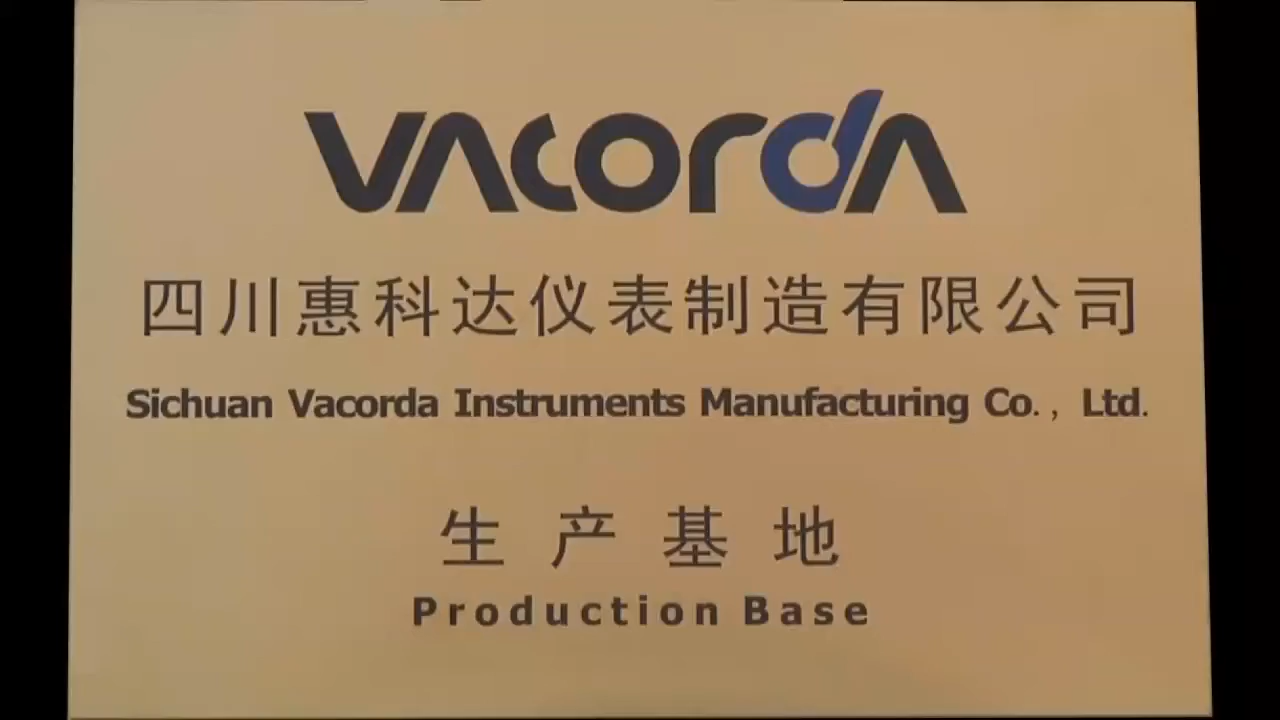 vacorda
四川惠科达仪表制造有限公司
Sichuan Vacorda Instruments Manufacturing Co., Ltd.
生产基地
Production Base